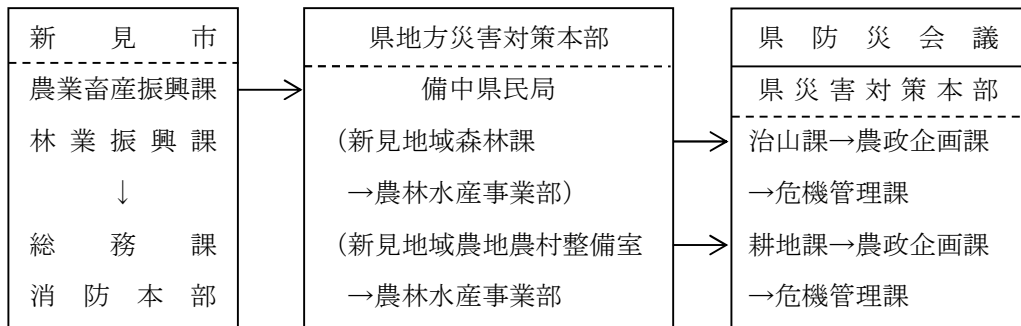 新見市
農業畜産振興課
林業振興課
↓
総務課
消防本部
県地方災害対策本部
備中県民局
(新見地域森林課
→農林水産事業部)
(新見地域農地農村整備室
→農林水産事業部
県防災会議
県災害対策本部
治山課→農政企画課
→危機管理課
耕地課→農政企画課
→危機管理課